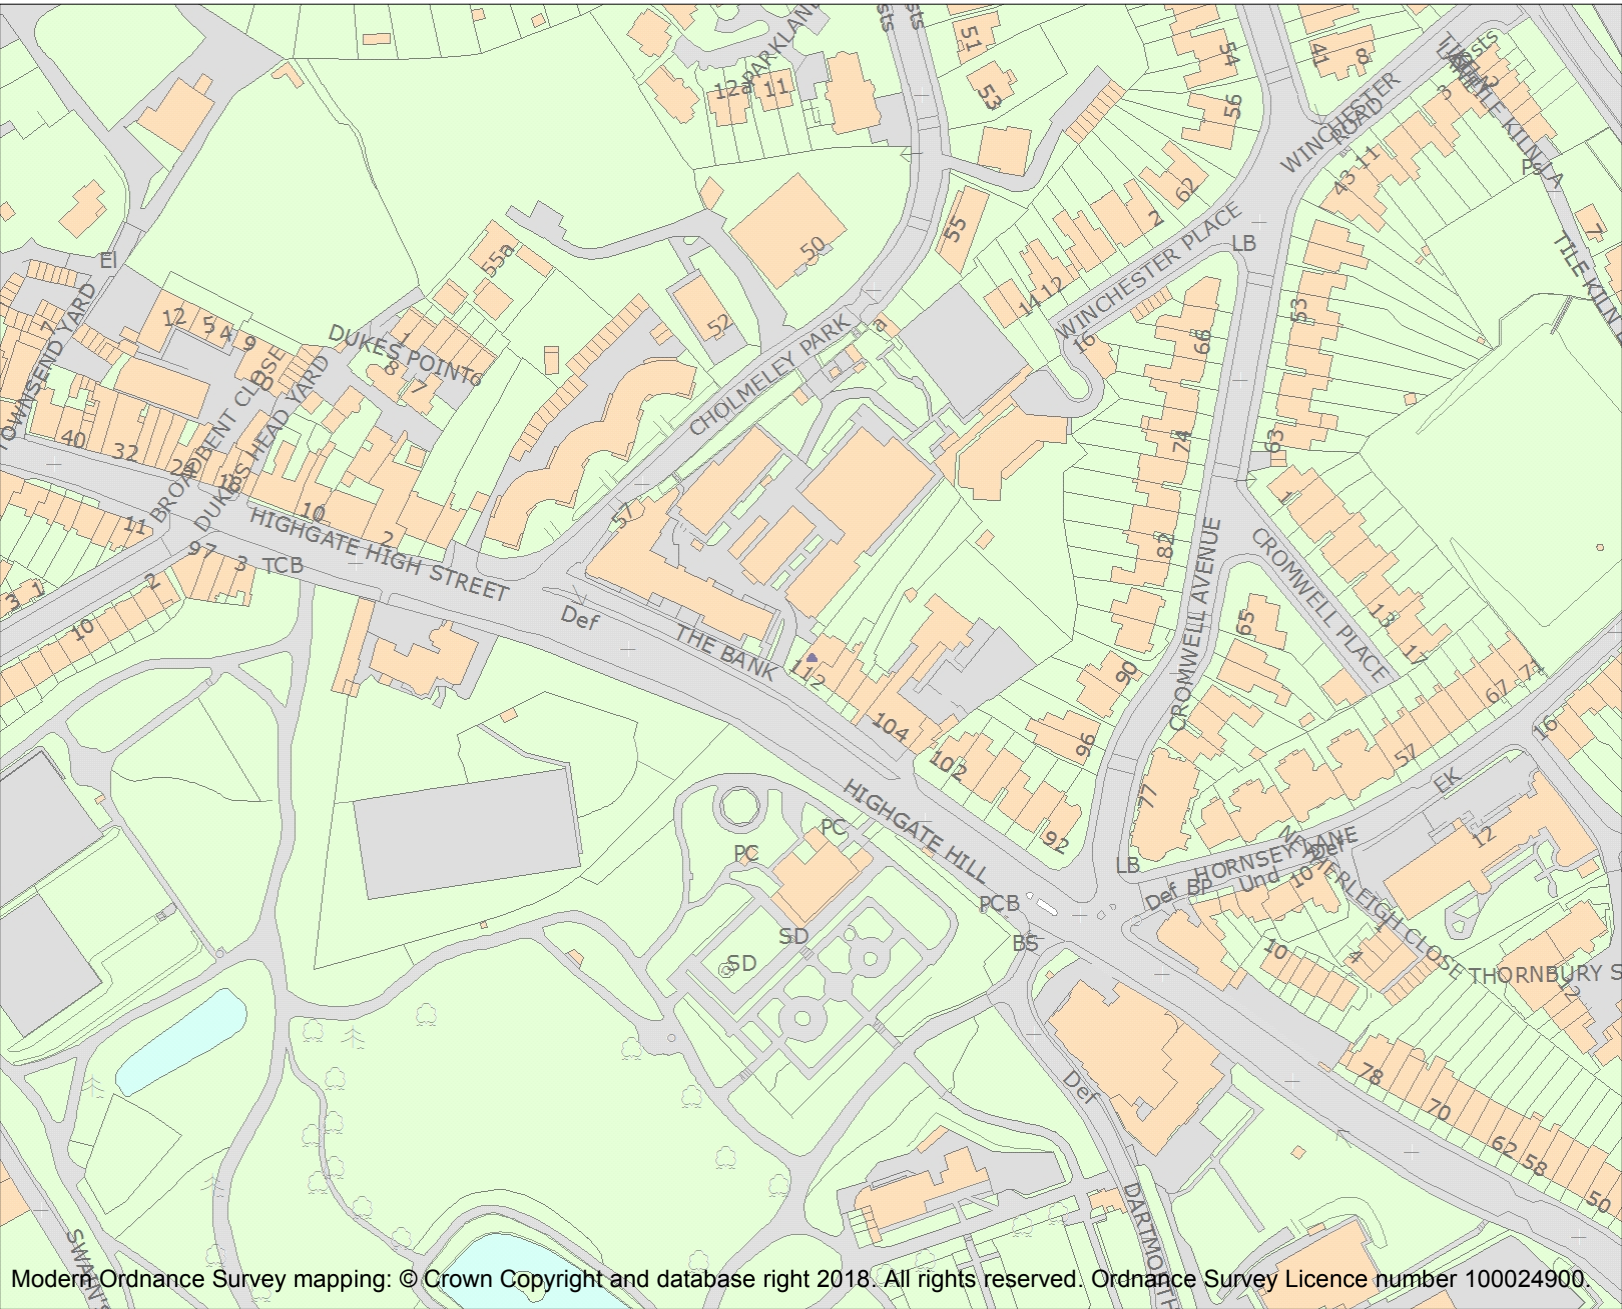 PARKLAND
sts
sts
51
54
41
8
Posts
12a
11
53
56
3
WINCHESTER
ROAD
TILE KILN LA
43
11
Ps
62
2
55
50
WINCHESTER PLACE
LB
7
TILE KILN
EI
55a
14
12
53
TOWNSEND YARD
7
12
5
4
9
DUKES POINT
1
6
8
7
52
CHOLMELEY PARK
a
16
66
BROADBENT CLOSE
DUKES HEAD YARD
40
32
18
74
63
11
10
2
57
1
HIGHGATE HIGH STREET
97
3
TCB
82
CROMWELL AVENUE
CROMWELL PLACE
3
1
2
10
Def
THE BANK
112
65
13
17
90
67
71
104
96
102
57
16
77
EK
HIGHGATE HILL
92
PC
PC
LB
HORNSEY LANE
12
Def
Def
BP
Und
10
PCB
BS
SD
SD
10
4
1
THORNBURY S
12
78
70
62
58
50
Def
DARTMOUTH
SWAIN'S
Modern Ordnance Survey mapping: © Crown Copyright and database right 2018. All rights reserved. Ordnance Survey Licence number 100024900.